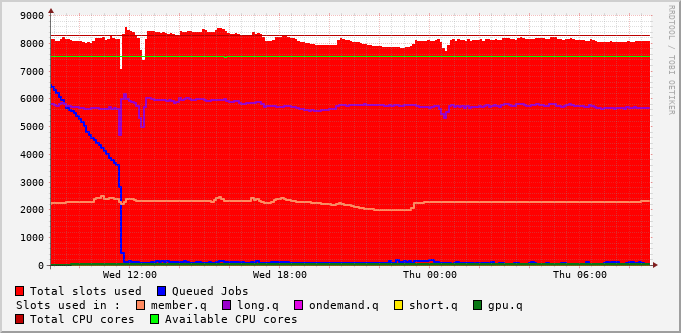 9000
8000
7000
6000
5000
4000
3000
2000
1000
0
Wed 12:00 Wed 18:00 Thu 00:00 Thu 06:00
Total slots used Queued Jobs
Slots used in : member.q long.q ondemand.q short.q gpu.q
Total CPU cores Available CPU cores
RRDTOOL / TOBI OETIKER